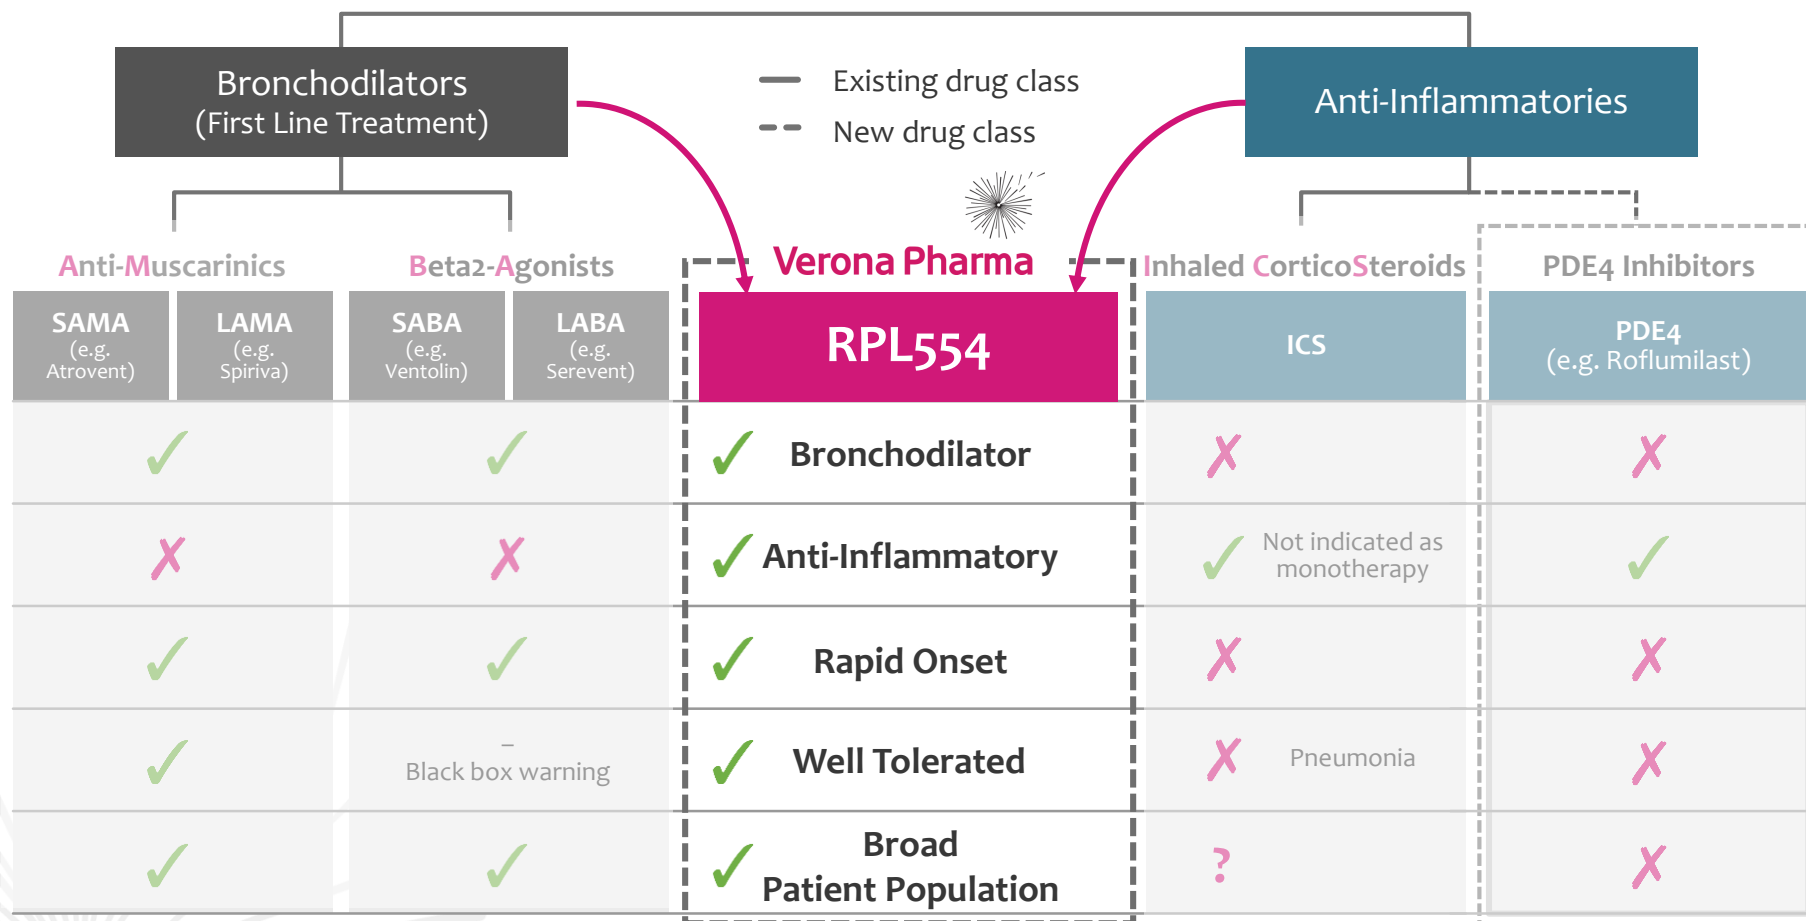 Bronchodilators
(First Line Treatment)
Existing drug class
New drug class
Anti-Inflammatories
Anti-Muscarinics
Beta2-Agonists
Verona Pharma
Inhaled CorticoSteroids
PDE4 Inhibitors
SAMA
(e.g.
Atrovent)
LAMA
(e.g.
Spiriva)
SABA
(e.g.
Ventolin)
LABA
(e.g.
Serevent)
RPL554
ICS
PDE4
(e.g. Roflumilast)
✓
✓
✓ Bronchodilator
✗
✗
✗
✗
✓ Anti-Inflammatory
✓ Not indicated as
monotherapy
✓
✓
✓
✓ Rapid Onset
✗
✗
✓
–
Black box warning
✓ Well Tolerated
✗ Pneumonia
✗
✓
✓
✓ Broad
Patient Population
?
✗